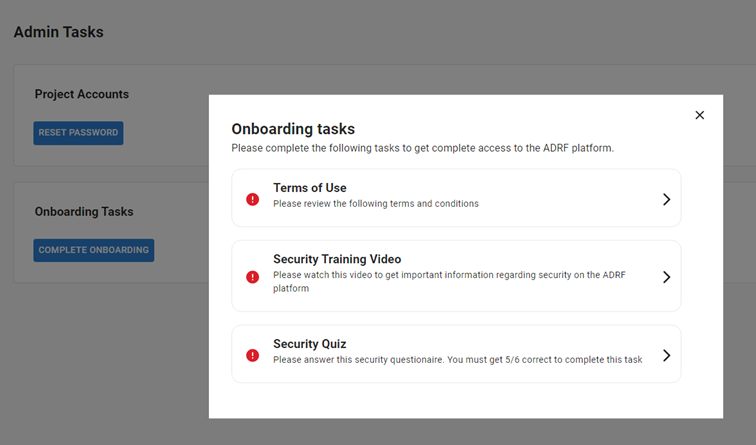 Admin Tasks
Project Accounts
RESET PASSWORD
Onboarding Tasks
COMPLETE ONBOARDING
Onboarding tasks
Please complete the following tasks to get complete access to the ADRF platform.
Terms of Use
Please review the following terms and conditions
Security Training Video
Please watch this video to get important information regarding security on the ADRF
platform
Security Quiz
Please answer this security questionaire. You must get 5/6 correct to complete this task